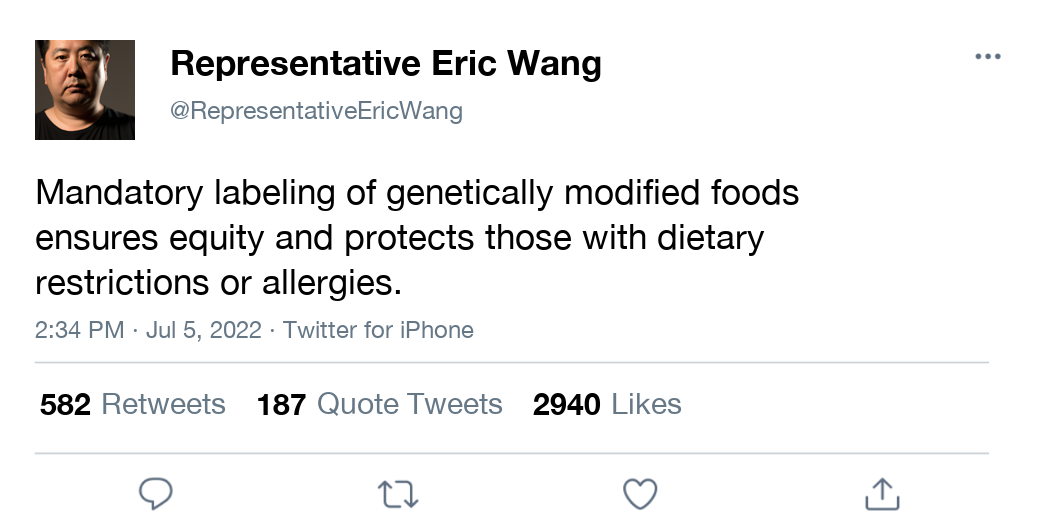 Representative Eric Wang
@RepresentativeEricWang
Mandatory labeling of genetically modified foods
ensures equity and protects those with dietary
restrictions or allergies.
2:34 PM · Jul 5, 2022 · Twitter for iPhone
582 Retweets 187 Quote Tweets 2940 Likes